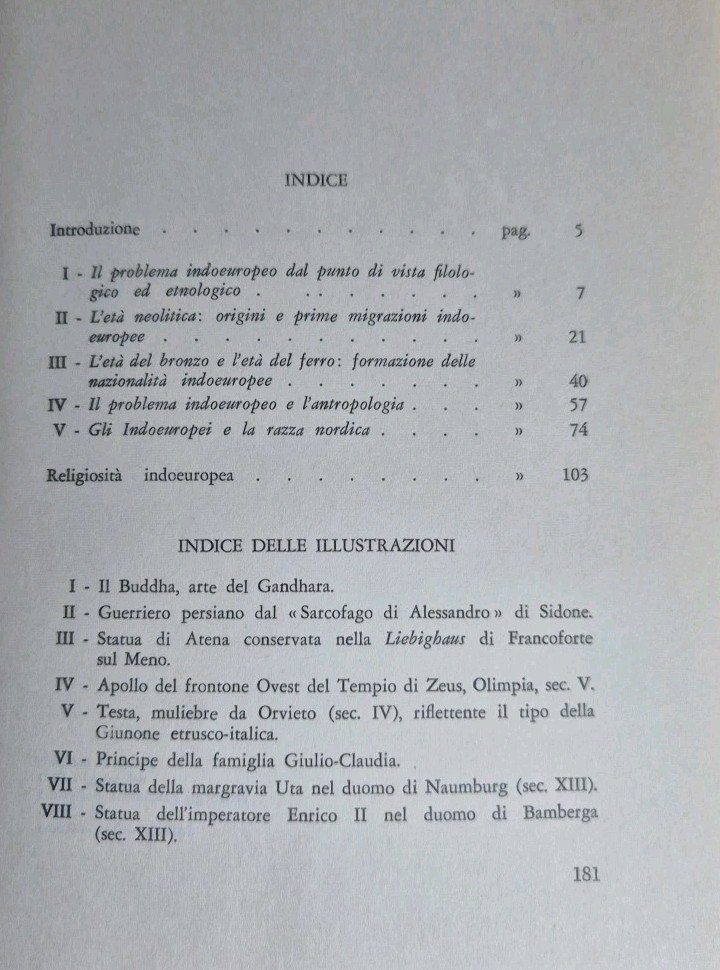 INDICE
Introduzione . . . . . . . . . . . pag. 5
I - Il problema indoeuropeo dal punto di vista filolo-
gico ed etnologico . . . . . . . . » 7
II - L'età neolitica: origini e prime migrazioni indo-
europee . . . . . . . . . . . » 21
III - L'età del bronzo e l'età del ferro: formazione delle
nazionalità indoeuropee . . . . . . . » 40
IV - Il problema indoeuropeo e l'antropologia . . . » 57
V - Gli Indoeuropei e la razza nordica . . . . » 74
Religiosità indoeuropea . . . . . . . . » 103
INDICE DELLE ILLUSTRAZIONI
I - Il Buddha, arte del Gandhara.
II - Guerriero persiano dal « Sarcofago di Alessandro » di Sidone.
III - Statua di Atena conservata nella Liebighaus di Francoforte
sul Meno.
IV - Apollo del frontone Ovest del Tempio di Zeus, Olimpia, sec. V.
V - Testa, muliebre da Orvieto (sec. IV), riflettente il tipo della
Giunone etrusco-italica.
VI - Principe della famiglia Giulio-Claudia.
VII - Statua della margravia Uta nel duomo di Naumburg (sec. XIII).
VIII - Statua dell'imperatore Enrico II nel duomo di Bamberga
(sec. XIII).
181